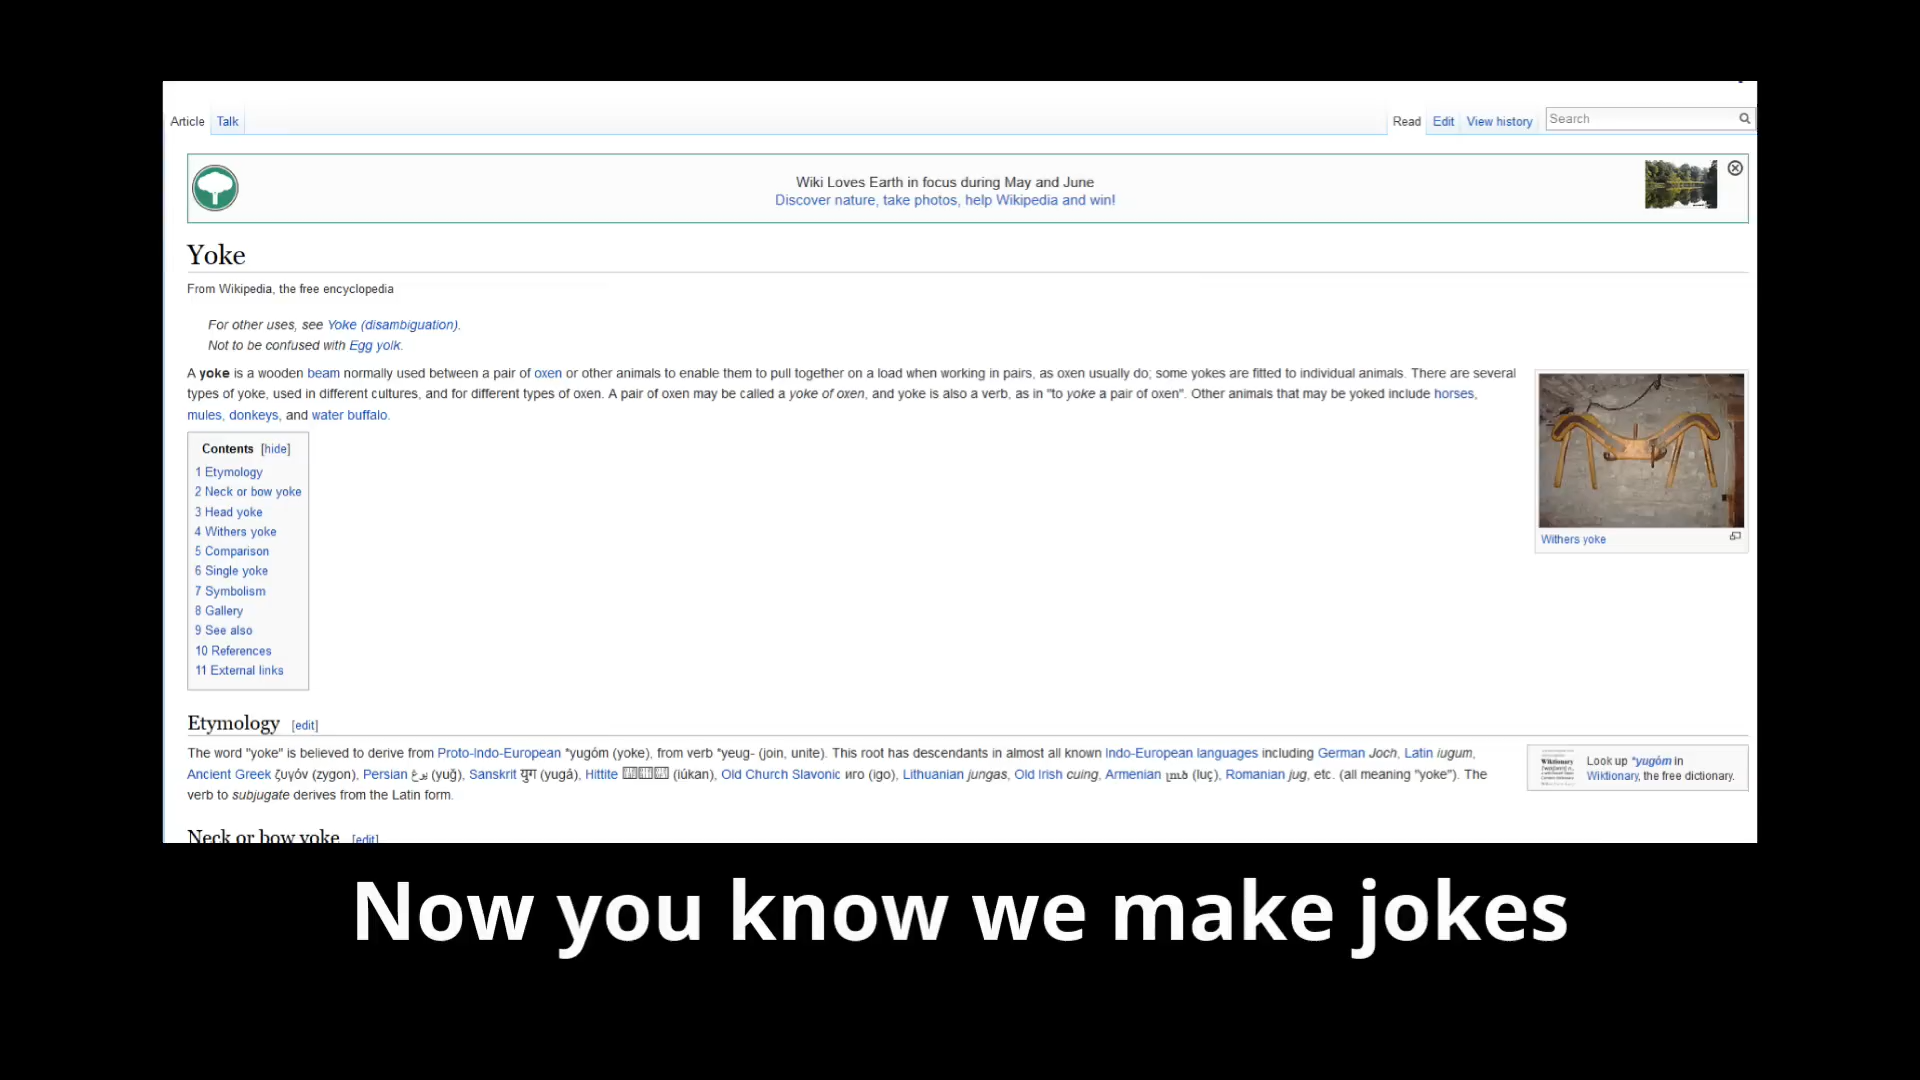 Article Talk Read Edit View history Search
Wiki Loves Earth in focus during May and June
Discover nature, take photos, help Wikipedia and win!
Yoke
From Wikipedia, the free encyclopedia
For other uses, see Yoke (disambiguation).
Not to be confused with Egg yolk.
A yoke is a wooden beam normally used between a pair of oxen or other animals to enable them to pull together on a load when working in pairs, as oxen usually do; some yokes are fitted to individual animals. There are several
types of yoke, used in different cultures, and for different types of oxen. A pair of oxen may be called a yoke of oxen, and yoke is also a verb, as in "to yoke a pair of oxen". Other animals that may be yoked include horses,
mules, donkeys, and water buffalo.
Withers yoke
Contents [hide]
1 Etymology
2 Neck or bow yoke
3 Head yoke
4 Withers yoke
5 Comparison
6 Single yoke
7 Symbolism
8 Gallery
9 See also
10 References
11 External links
Etymology [edit]
The word "yoke" is believed to derive from Proto-Indo-European *yugóm (yoke), from verb *yeug- (join, unite). This root has descendants in almost all known Indo-European languages including German Joch, Latin iugum,
Ancient Greek ζυγόν (zygon), Persian يوغ (yuğ), Sanskrit युग (yugá), Hittite (iúkan), Old Church Slavonic иго (igo), Lithuanian jungas, Old Irish cuing, Armenian լուծ (luç), Romanian jug, etc. (all meaning "yoke"). The
verb to subjugate derives from the Latin form.
Wiktionary
Look up *yugóm in
Wiktionary, the free dictionary.
Neck or bow yoke [edit]
Now you know we make jokes